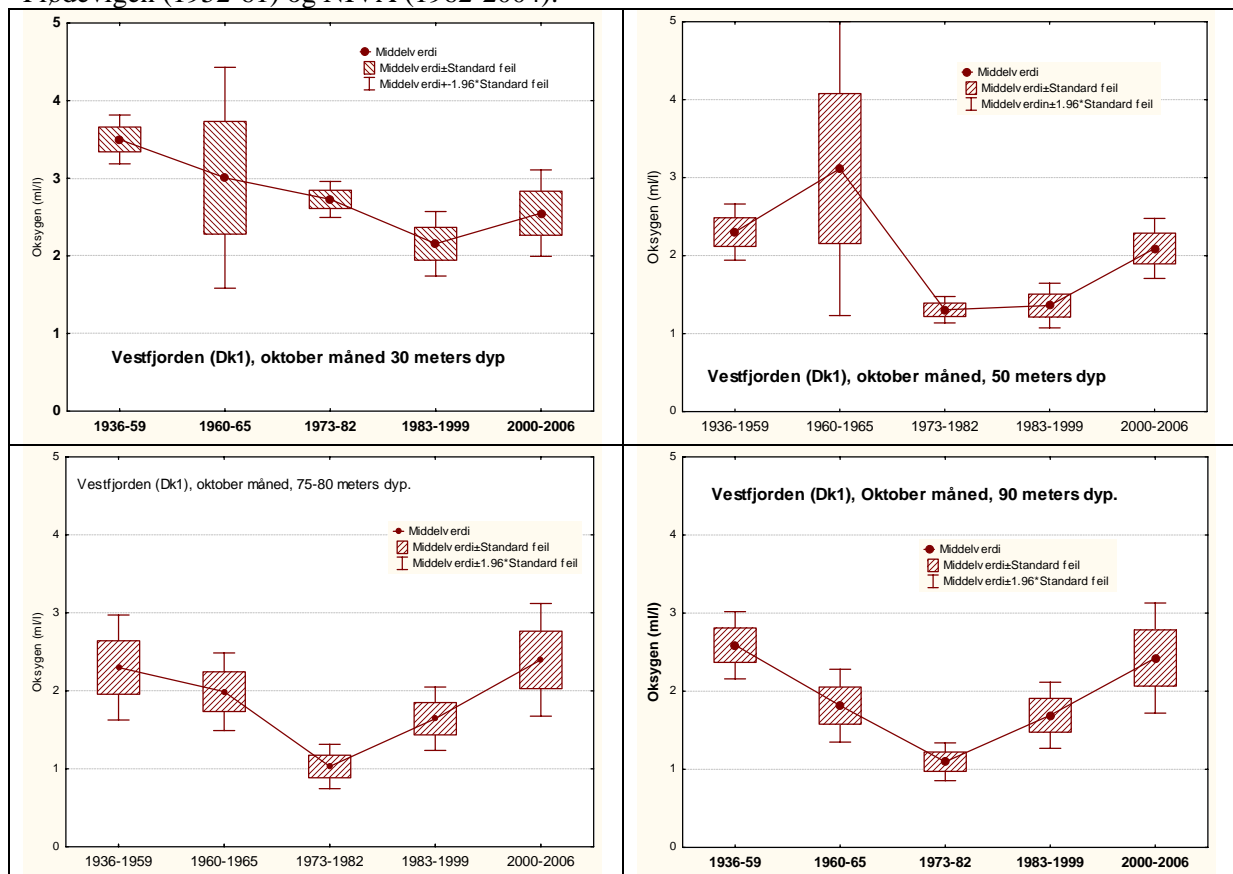 Flødevigen (1952-81) og NIVA (1982-2004).
5
4
3
2
1
0
Oksygen (ml/l)
Middelverdi
Middelverdi±Standard feil
Middelverdi+-1.96*Standard feil
Vestfjorden (Dk1), oktober måned 30 meters dyp
1936-59 1960-65 1973-82 1983-1999 2000-2006
5
4
3
2
1
0
Oksygen (ml/l)
Middelverdi
Middelverdi±Standard feil
Middelverdin±1.96*Standard feil
Vestfjorden (Dk1), oktober måned, 50 meters dyp
1936-1959 1960-1965 1973-1982 1983-1999 2000-2006
5
4
3
2
1
0
Oksygen (ml/l)
Vestfjorden (Dk1), oktober måned, 75-80 meters dyp.
Middelverdi
Middelverdi±Standard feil
Middelverdi±1.96*Standard feil
1936-1959 1960-1965 1973-1982 1983-1999 2000-2006
5
4
3
2
1
0
Oksygen (ml/l)
Vestfjorden (Dk1), Oktober måned, 90 meters dyp.
Middelverdi
Middelverdi±Standard feil
Middelverdi±1.96*Standard feil
1936-59 1960-65 1973-82 1983-1999 2000-2006